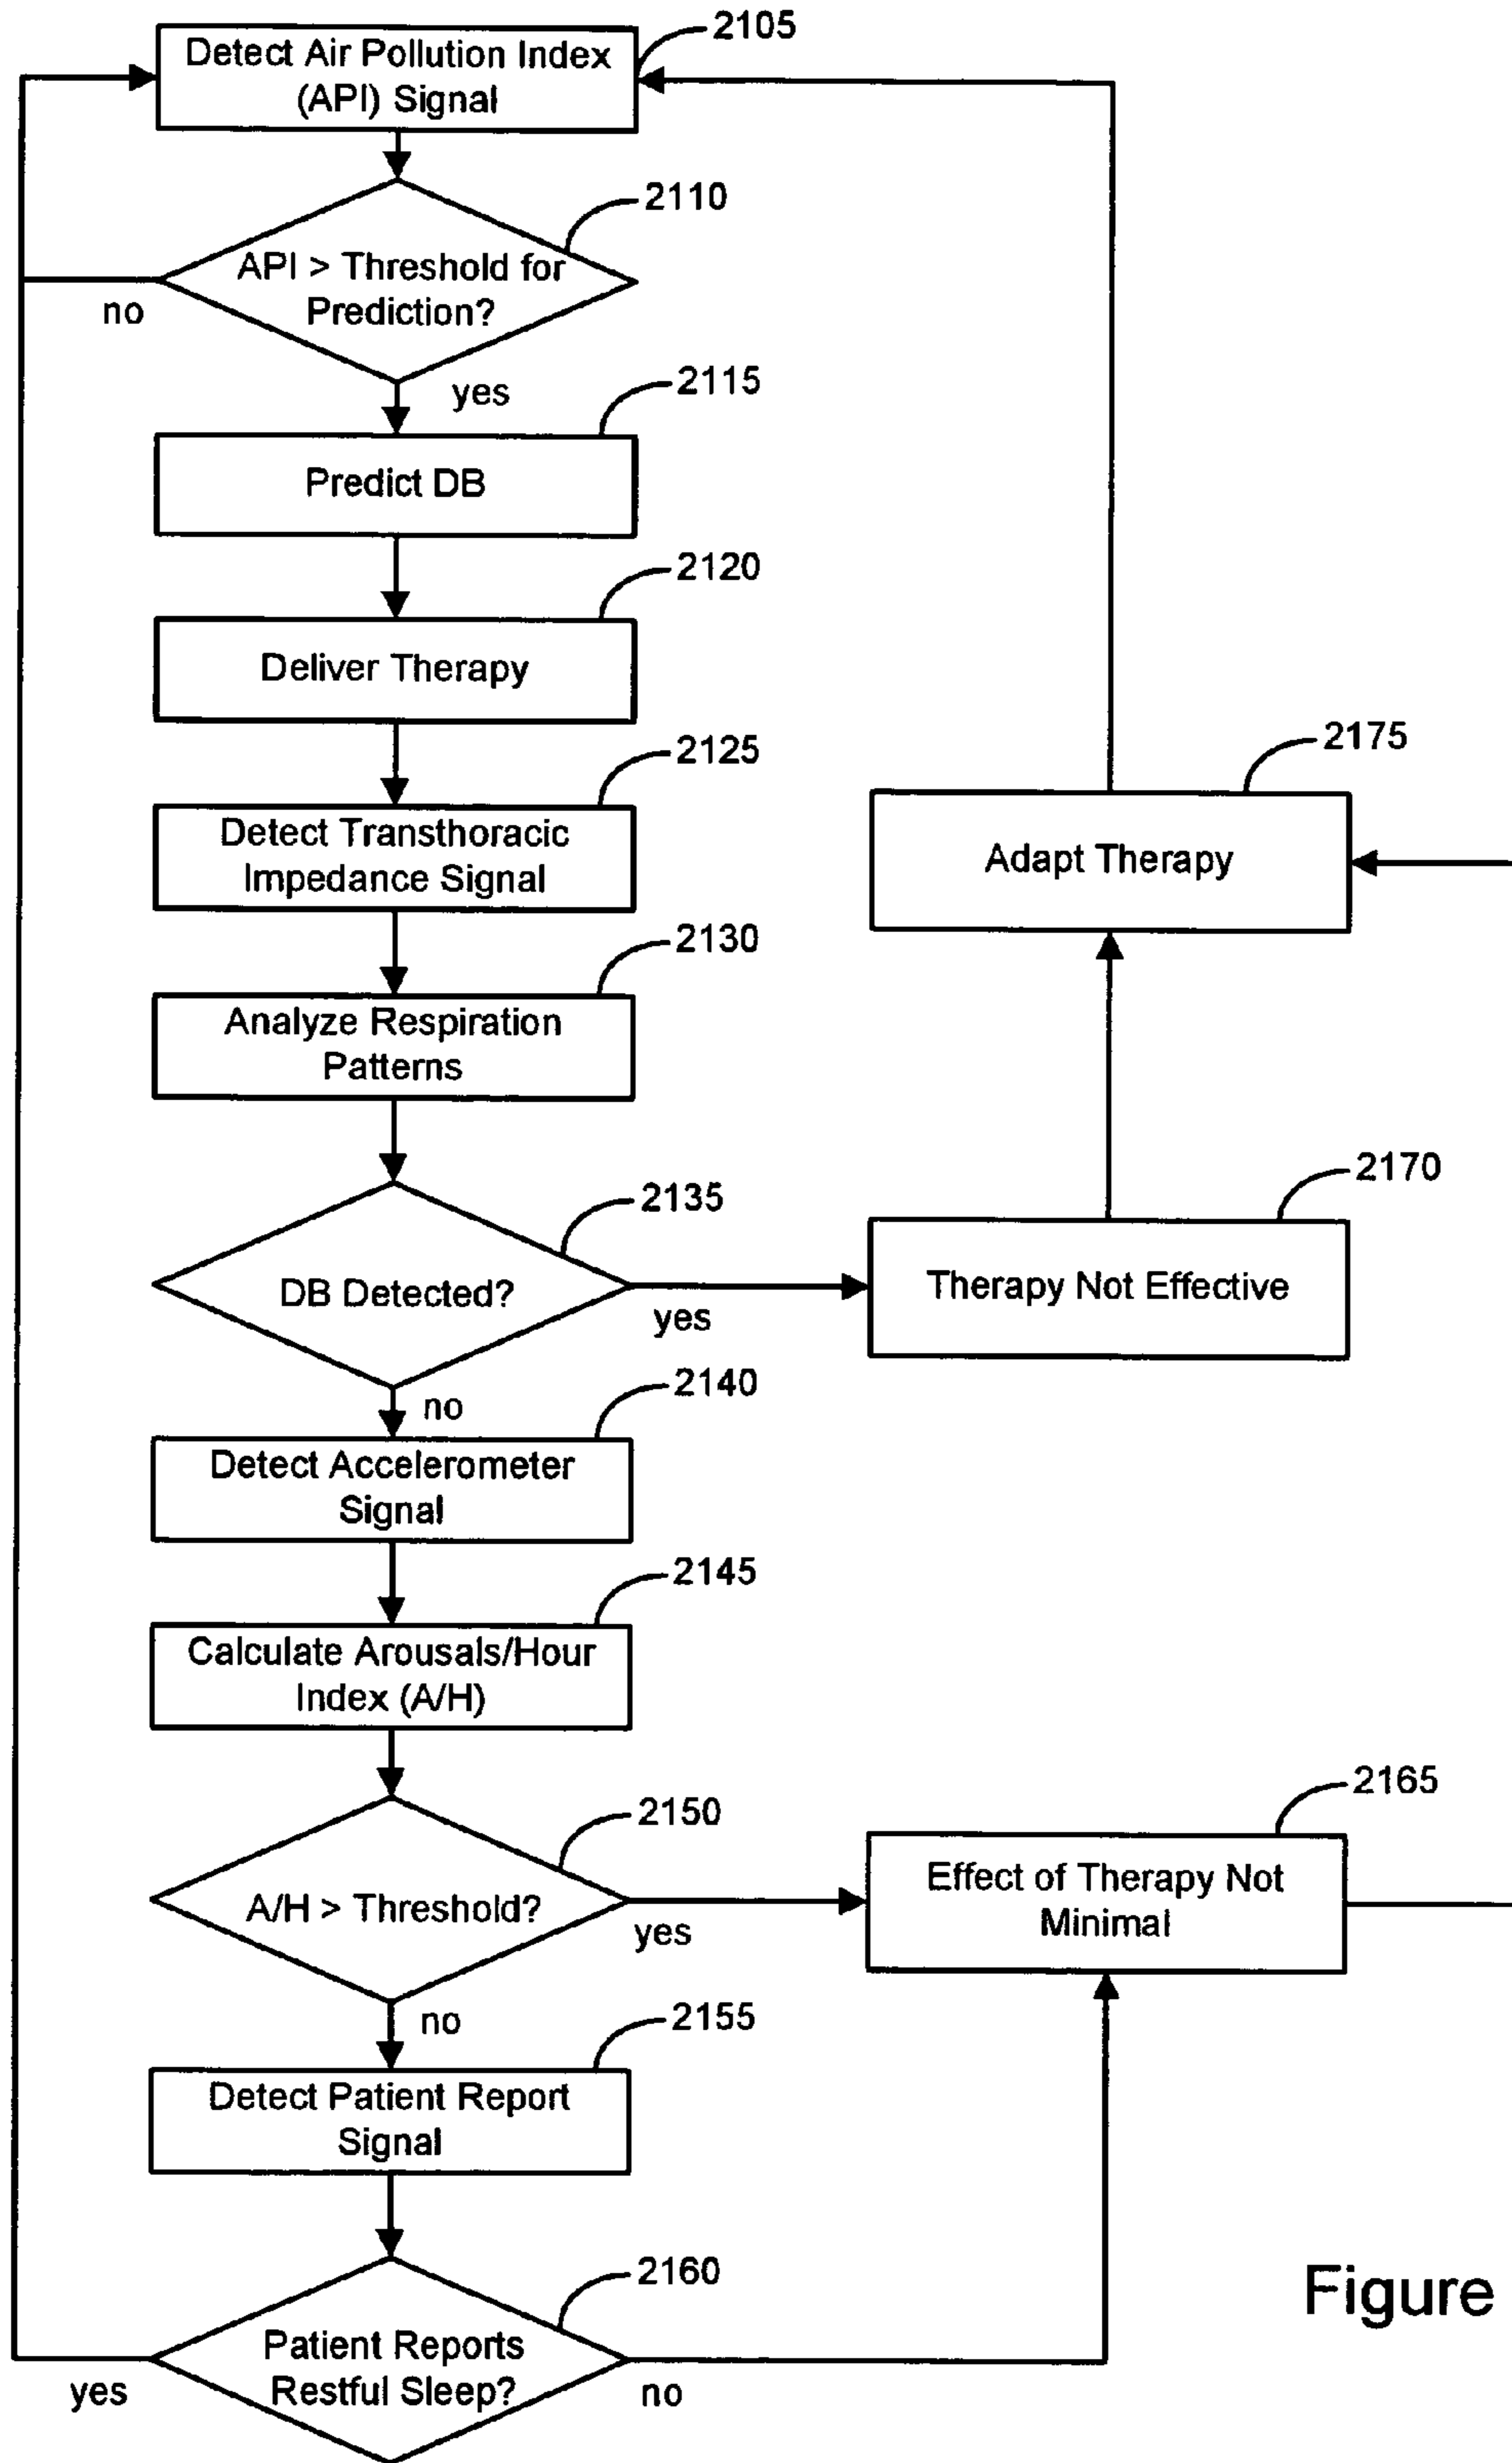 2105
Detect Air Pollution Index
(API) Signal
2110
API > Threshold for
Prediction?
no
yes
2115
Predict DB
2120
Deliver Therapy
2125
Detect Transthoracic
Impedance Signal
2175
Adapt Therapy
2130
Analyze Respiration
Patterns
2135
DB Detected?
yes
no
2170
Therapy Not Effective
2140
Detect Accelerometer
Signal
2145
Calculate Arousals/Hour
Index (A/H)
2150
A/H > Threshold?
yes
no
2165
Effect of Therapy Not
Minimal
2155
Detect Patient Report
Signal
2160
Patient Reports
Restful Sleep?
yes
no
Figure